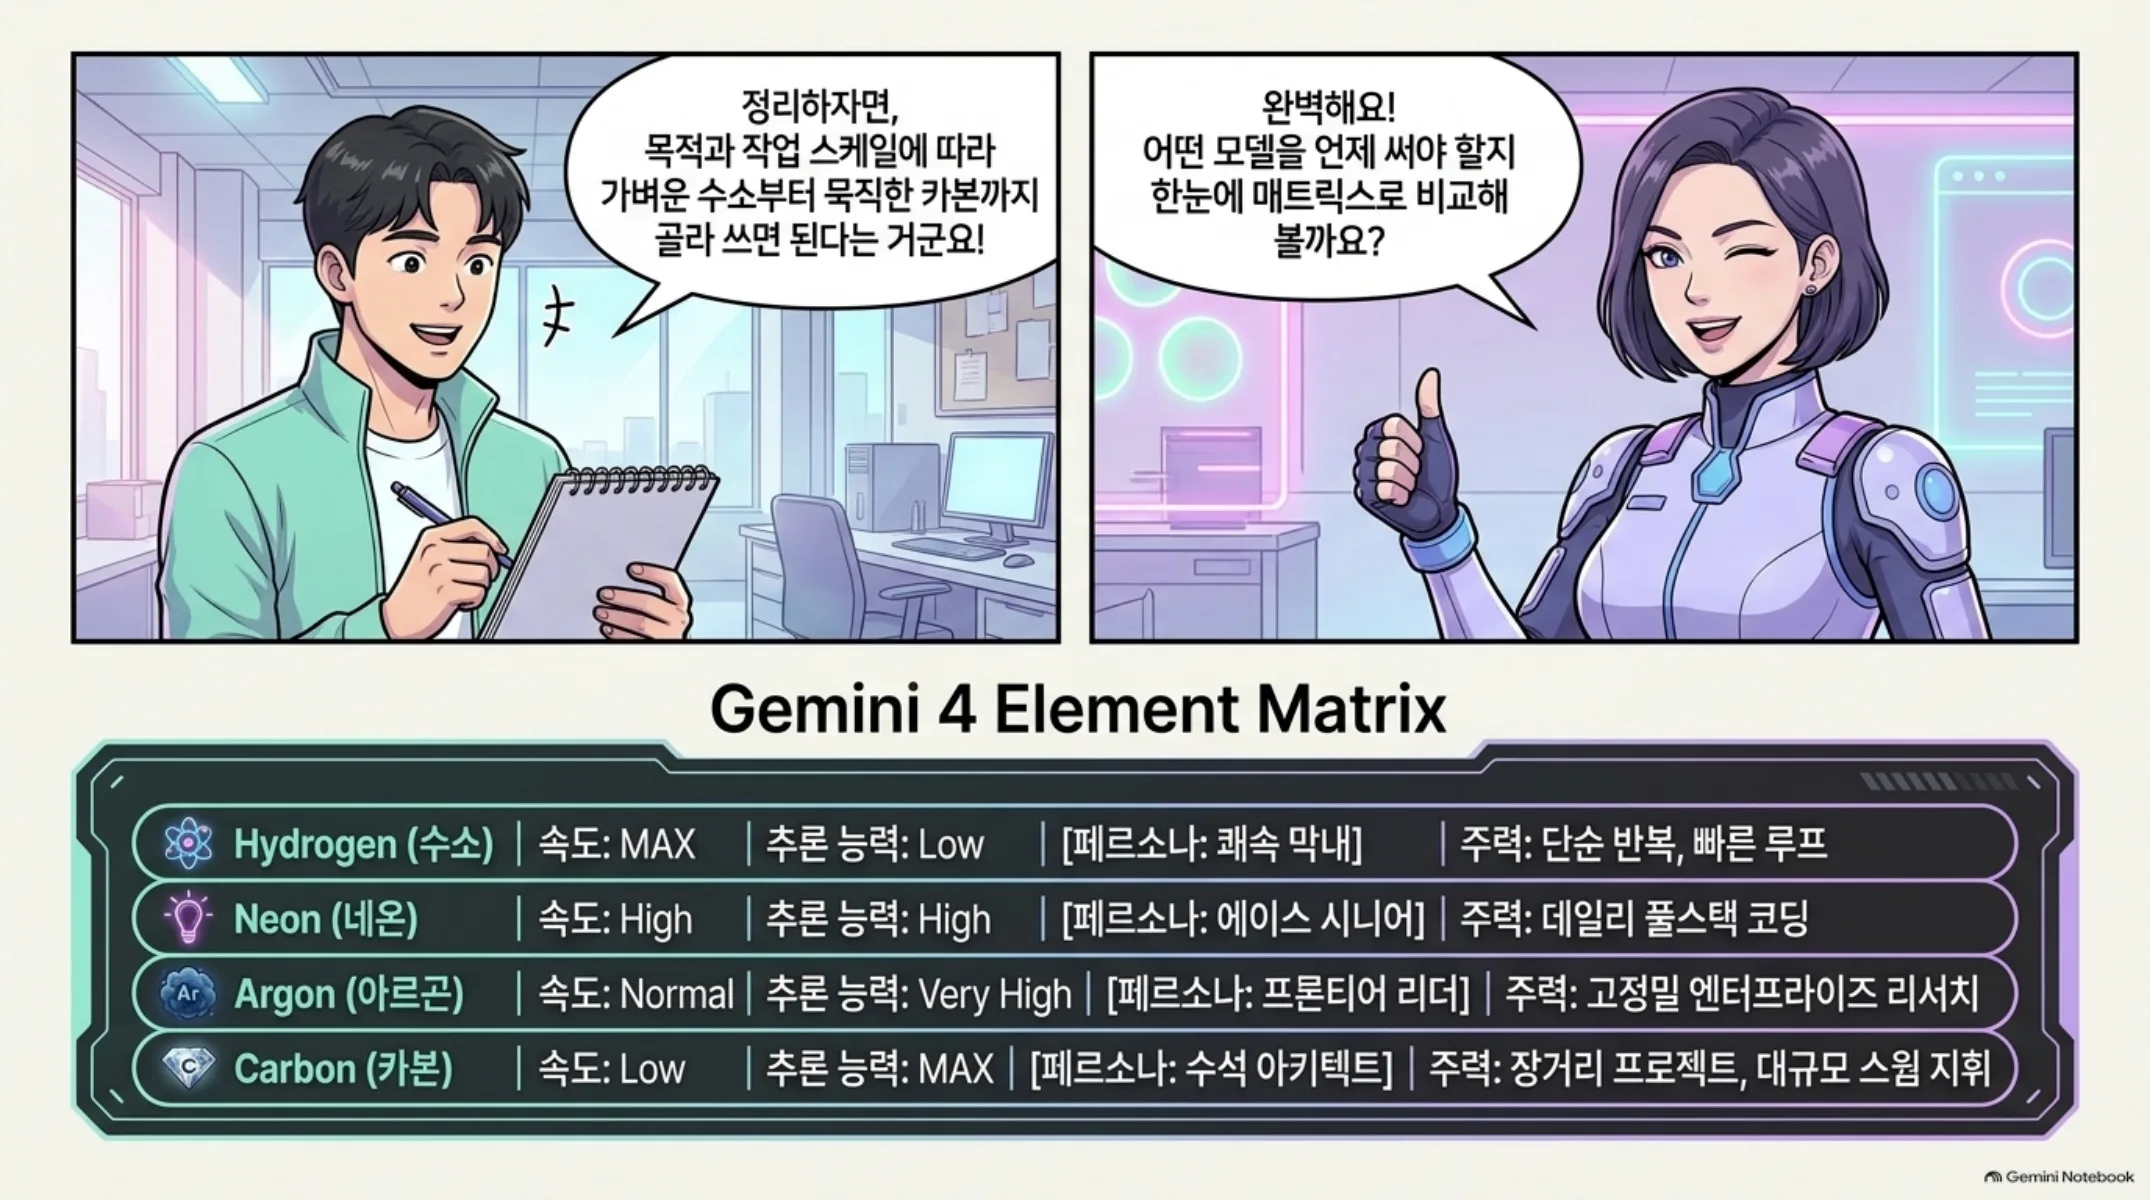 정리하자면,
목적과 작업 스케일에 따라
가벼운 수소부터 묵직한 카본까지
골라 쓰면 된다는 거군요!
완벽해요!
어떤 모델을 언제 써야 할지
한눈에 매트릭스로 비교해
볼까요?
Gemini 4 Element Matrix
Hydrogen (수소) | 속도: MAX | 추론 능력: Low | [페르소나: 쾌속 막내] | 주력: 단순 반복, 빠른 루프
Neon (네온) | 속도: High | 추론 능력: High | [페르소나: 에이스 시니어] | 주력: 데일리 풀스택 코딩
Ar Argon (아르곤) | 속도: Normal | 추론 능력: Very High | [페르소나: 프론티어 리더] | 주력: 고정밀 엔터프라이즈 리서치
C Carbon (카본) | 속도: Low | 추론 능력: MAX | [페르소나: 수석 아키텍트] | 주력: 장거리 프로젝트, 대규모 스웜 지휘
Gemini Notebook